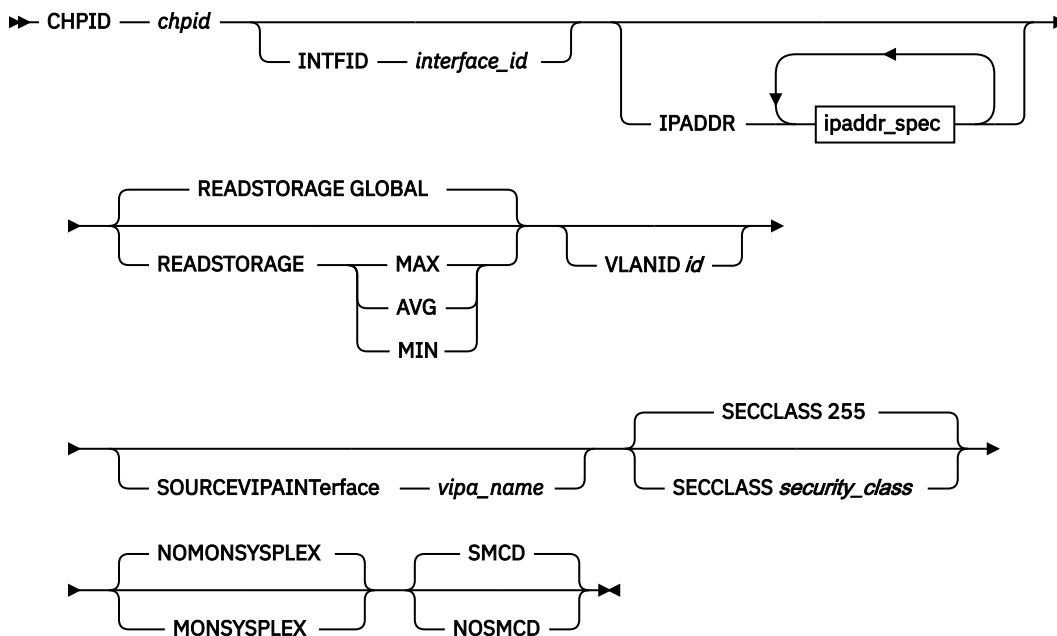 CHPID chpid
INTFID interface_id
IPADDR ipaddr_spec
READSTORAGE GLOBAL
READSTORAGE MAX VLANID id
AVG
MIN
SECCLASS 255
SOURCEVIPAINTerface vipa_name SECCLASS security_class
NOMONSYSPLEX SMCD
MONSYSPLEX NOSMCD